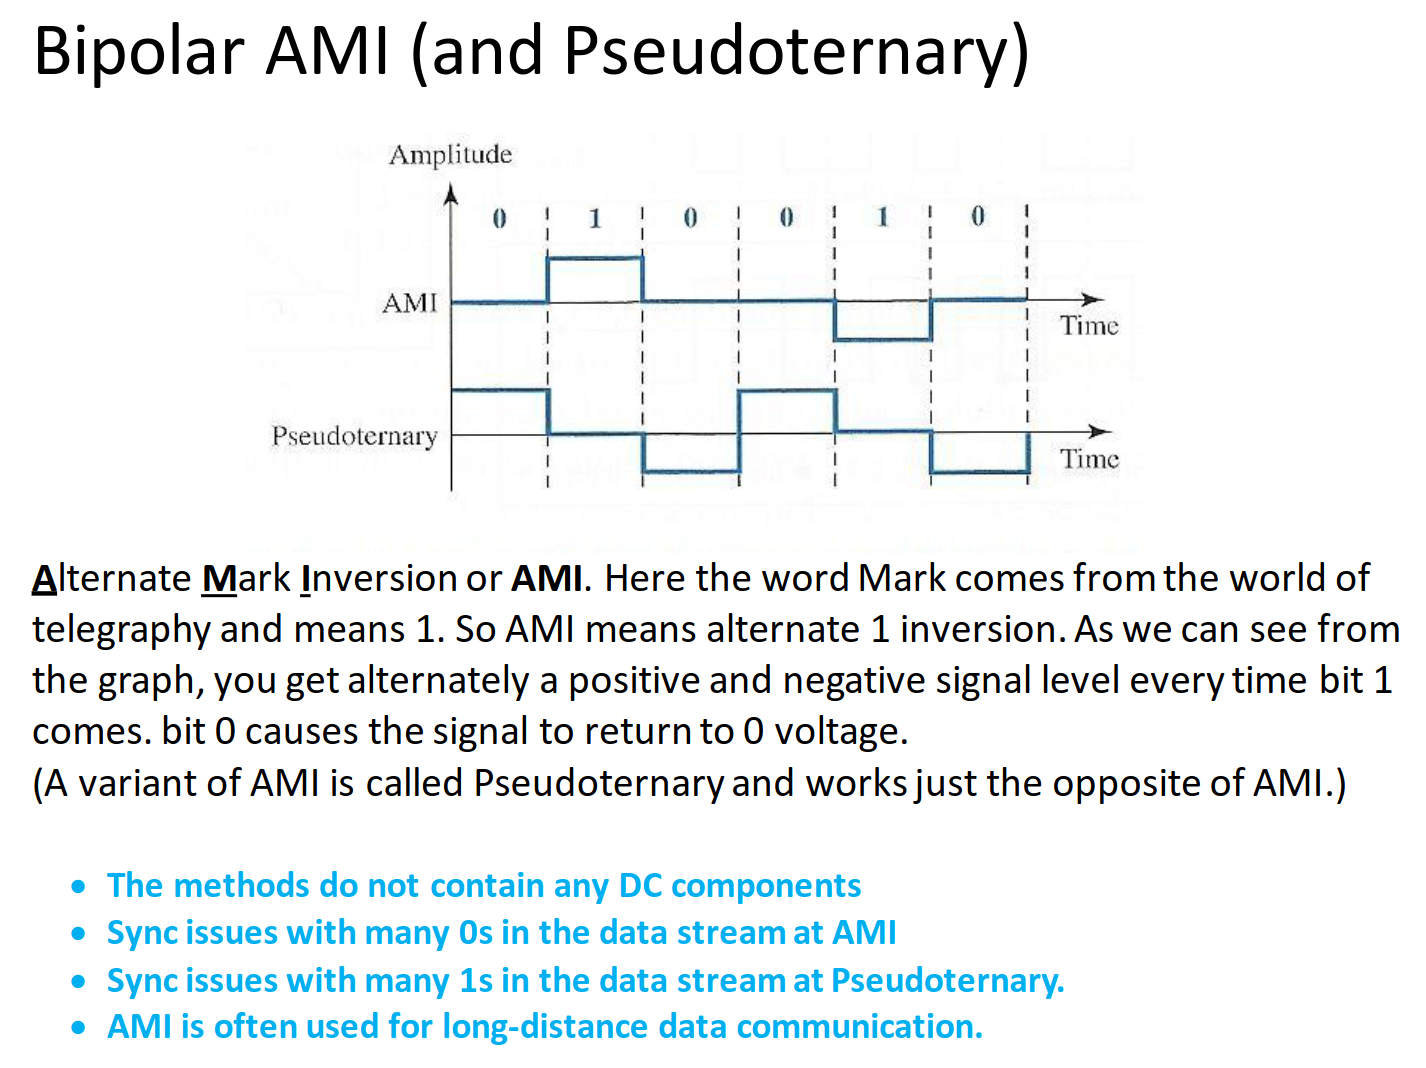 Bipolar AMI (and Pseudoternary)
Amplitude
0 1 0 0 1 0
AMI
Time
Pseudoternary
Time
Alternate Mark Inversion or AMI. Here the word Mark comes from the world of
telegraphy and means 1. So AMI means alternate 1 inversion. As we can see from
the graph, you get alternately a positive and negative signal level every time bit 1
comes. bit 0 causes the signal to return to 0 voltage.
(A variant of AMI is called Pseudoternary and works just the opposite of AMI.)
• The methods do not contain any DC components
• Sync issues with many 0s in the data stream at AMI
• Sync issues with many 1s in the data stream at Pseudoternary.
• AMI is often used for long-distance data communication.